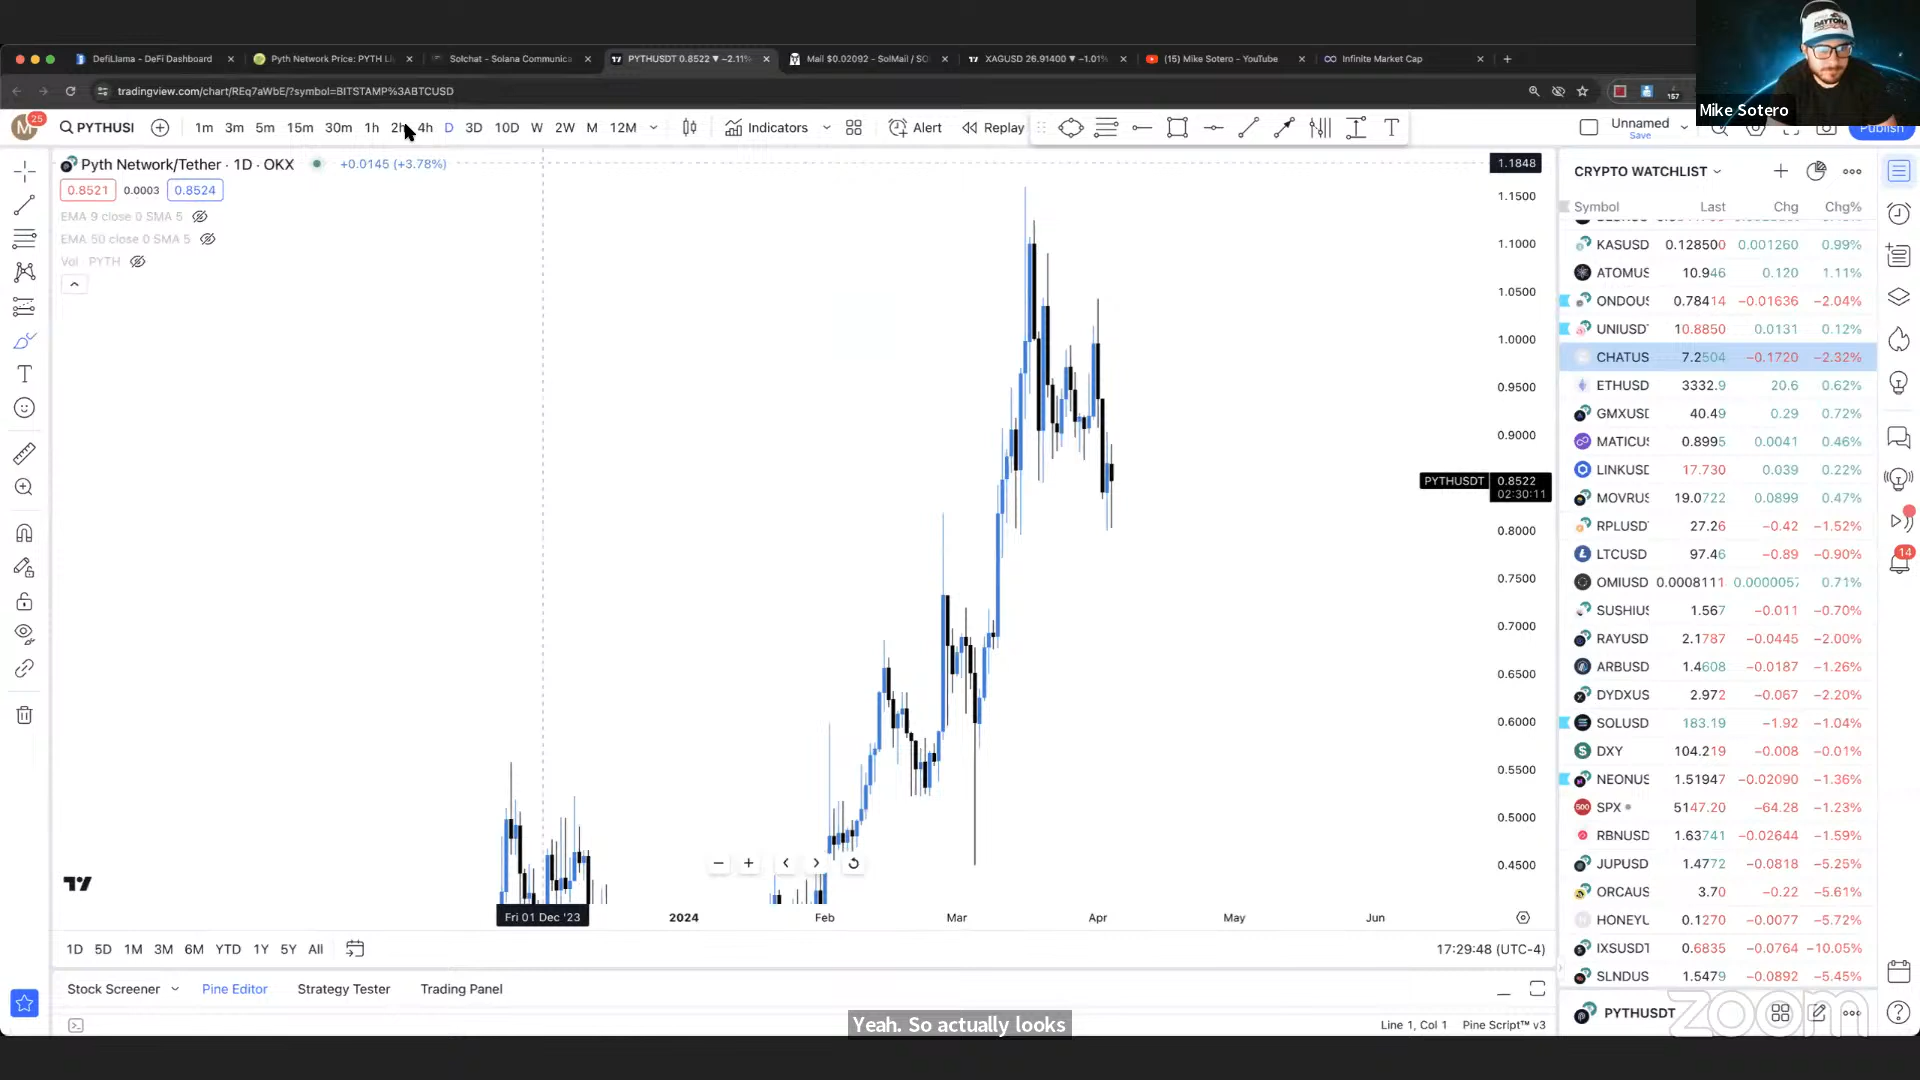 DefiLlama - DeFi Dashboard
Pyth Network Price: PYTH Li
Solchat - Solana Communica
PYTHUSDT 0.8522 ▼ -2.11%
Mail $0.02092 - SolMail / SO
XAGUSD 26.91400 ▼ -1.01%
(15) Mike Sotero - YouTube
Infinite Market Cap
tradingview.com/chart/REq7aWbE/?symbol=BITSTAMP%3ABTCUSD
157
DAYTONA
Mike Sotero
M 25
PYTHUSI
1m 3m 5m 15m 30m 1h 2h 4h D 3D 10D W 2W M 12M
Indicators
Alert
Replay
Unnamed
Save
Publish
Pyth Network/Tether · 1D · OKX
+0.0145 (+3.78%)
0.8521 0.0003 0.8524
EMA 9 close 0 SMA 5
EMA 50 close 0 SMA 5
Vol PYTH
1.1848
1.1500
1.1000
1.0500
1.0000
0.9500
0.9000
PYTHUSDT 0.8522
02:30:11
0.8000
0.7500
0.7000
0.6500
0.6000
0.5500
0.5000
0.4500
Fri 01 Dec '23 2024 Feb Mar Apr May Jun
1D 5D 1M 3M 6M YTD 1Y 5Y All
17:29:48 (UTC-4)
Stock Screener Pine Editor Strategy Tester Trading Panel
Line 1, Col 1 Pine Script™ v3
Yeah. So actually looks
CRYPTO WATCHLIST
Symbol Last Chg Chg%
KASUSD 0.128500 0.001260 0.99%
ATOMUS 10.946 0.120 1.11%
ONDOUS 0.78414 −0.01636 −2.04%
UNIUSD 10.8850 0.0131 0.12%
CHATUS 7.2504 −0.1720 −2.32%
ETHUSD 3332.9 20.6 0.62%
GMXUSD 40.49 0.29 0.72%
MATICUS 0.8995 0.0041 0.46%
LINKUSD 17.730 0.039 0.22%
MOVRUS 19.0722 0.0899 0.47%
RPLUSD 27.26 −0.42 −1.52%
LTCUSD 97.46 −0.89 −0.90%
OMIUSD 0.0008111 0.0000057 0.71%
SUSHIUS 1.567 −0.011 −0.70%
RAYUSD 2.1787 −0.0445 −2.00%
ARBUSD 1.4608 −0.0187 −1.26%
DYDXUS 2.972 −0.067 −2.20%
SOLUSD 183.19 −1.92 −1.04%
DXY 104.219 −0.008 −0.01%
NEONUS 1.51947 −0.02090 −1.36%
SPX 5147.20 −64.28 −1.23%
RBNUSD 1.63741 −0.02644 −1.59%
JUPUSD 1.4772 −0.0818 −5.25%
ORCAUS 3.70 −0.22 −5.61%
HONEYU 0.1270 −0.0077 −5.72%
IXSUSDT 0.6835 −0.0764 −10.05%
SLNDUS 1.5479 −0.0892 −5.45%
PYTHUSDT
14
zoom